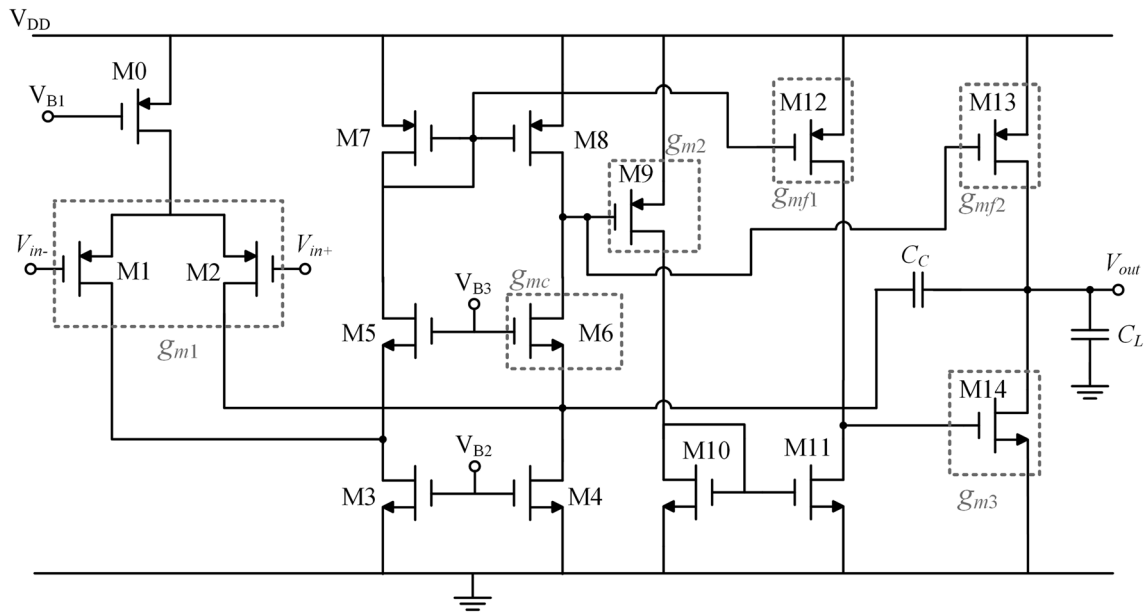 VDD
M0
VB1
M12
M13
M7
M8
gm2
M9
gmf1
gmf2
Vin-
M1
M2
Vin+
VB3
gmc
CC
Vout
M5
M6
CL
gm1
M14
VB2
M10
M11
M3
M4
gm3